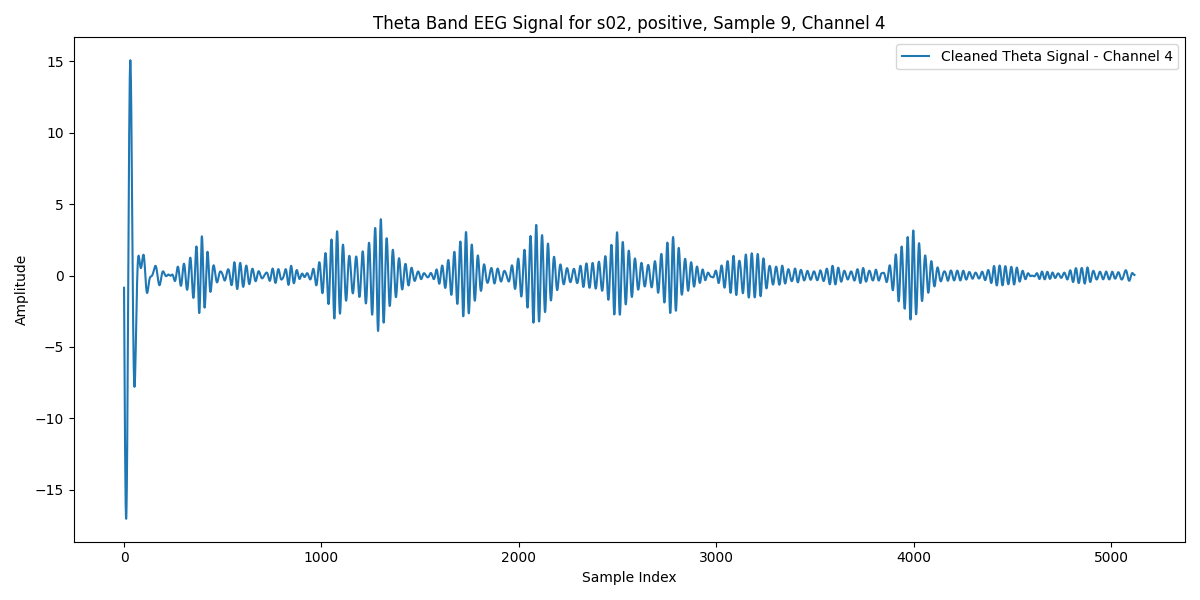 Theta Band EEG Signal for s02, positive, Sample 9, Channel 4
Cleaned Theta Signal - Channel 4
Amplitude
15
10
5
0
−5
−10
−15
0 1000 2000 3000 4000 5000
Sample Index